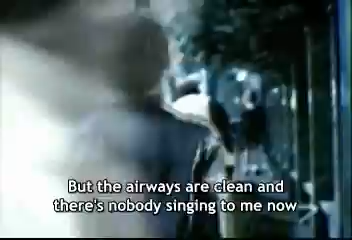 But the airways are clean and
there's nobody singing to me now